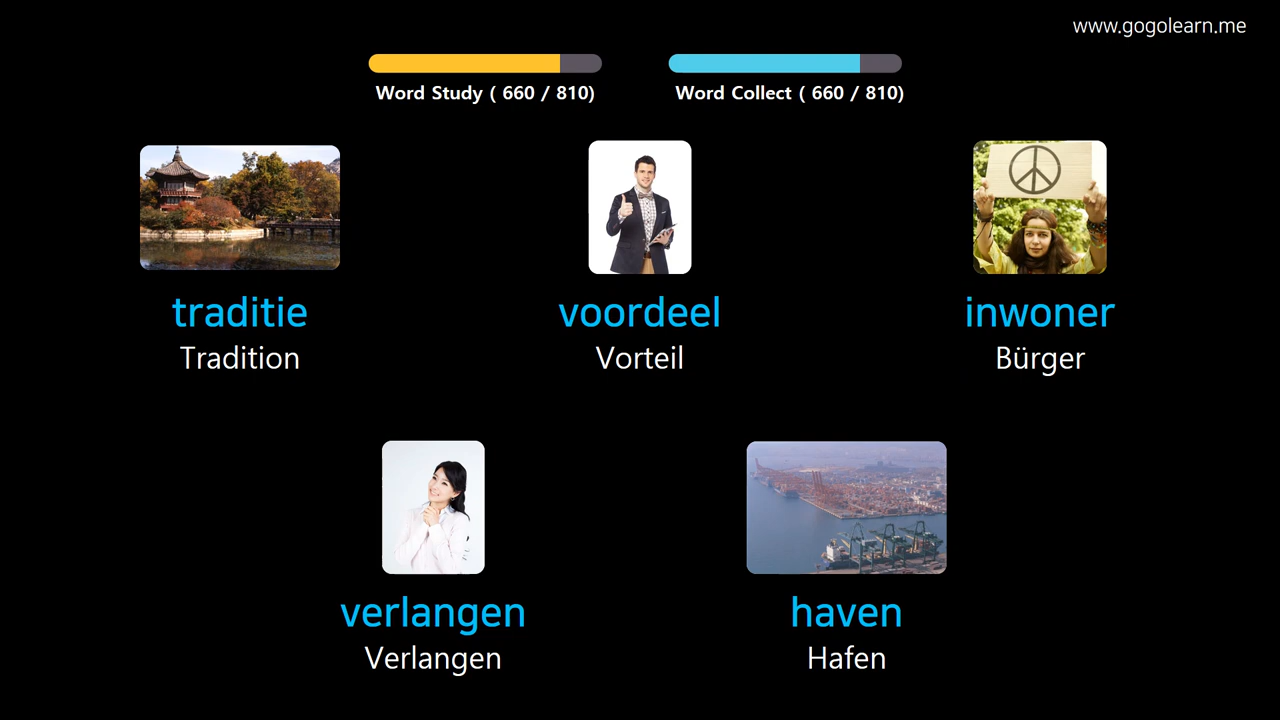 www.gogolearn.me
Word Study ( 660 / 810)
Word Collect ( 660 / 810)
traditie
Tradition
voordeel
Vorteil
inwoner
Bürger
verlangen
Verlangen
haven
Hafen